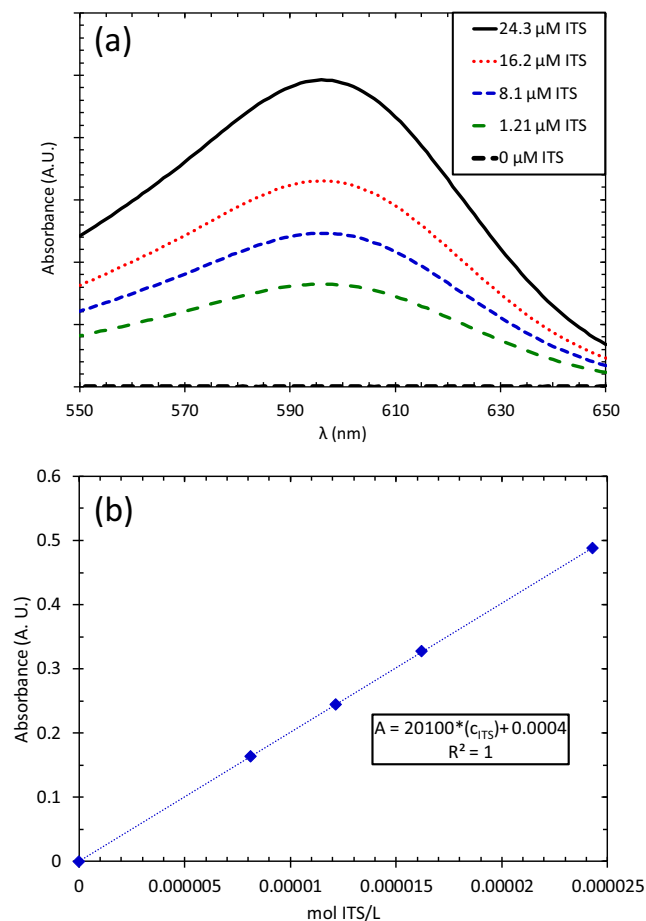 (a)
24.3 µM ITS
16.2 µM ITS
8.1 µM ITS
1.21 µM ITS
0 µM ITS
Absorbance (A.U.)
550 570 590 610 630 650
λ (nm)
(b)
0.6
0.5
0.4
0.3
0.2
0.1
0
Absorbance (A. U.)
A = 20100*(cITS)+0.0004
R² = 1
0 0.000005 0.00001 0.000015 0.00002 0.000025
mol ITS/L